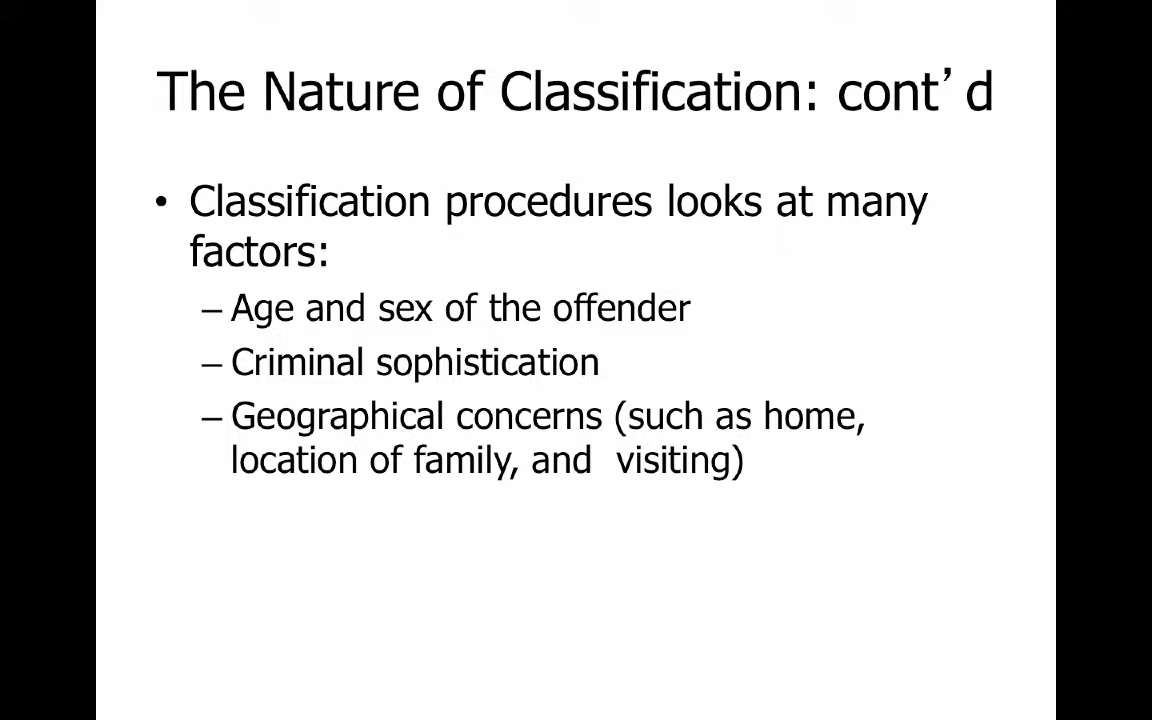 The Nature of Classification: cont’d
• Classification procedures looks at many
factors:
– Age and sex of the offender
– Criminal sophistication
– Geographical concerns (such as home,
location of family, and visiting)